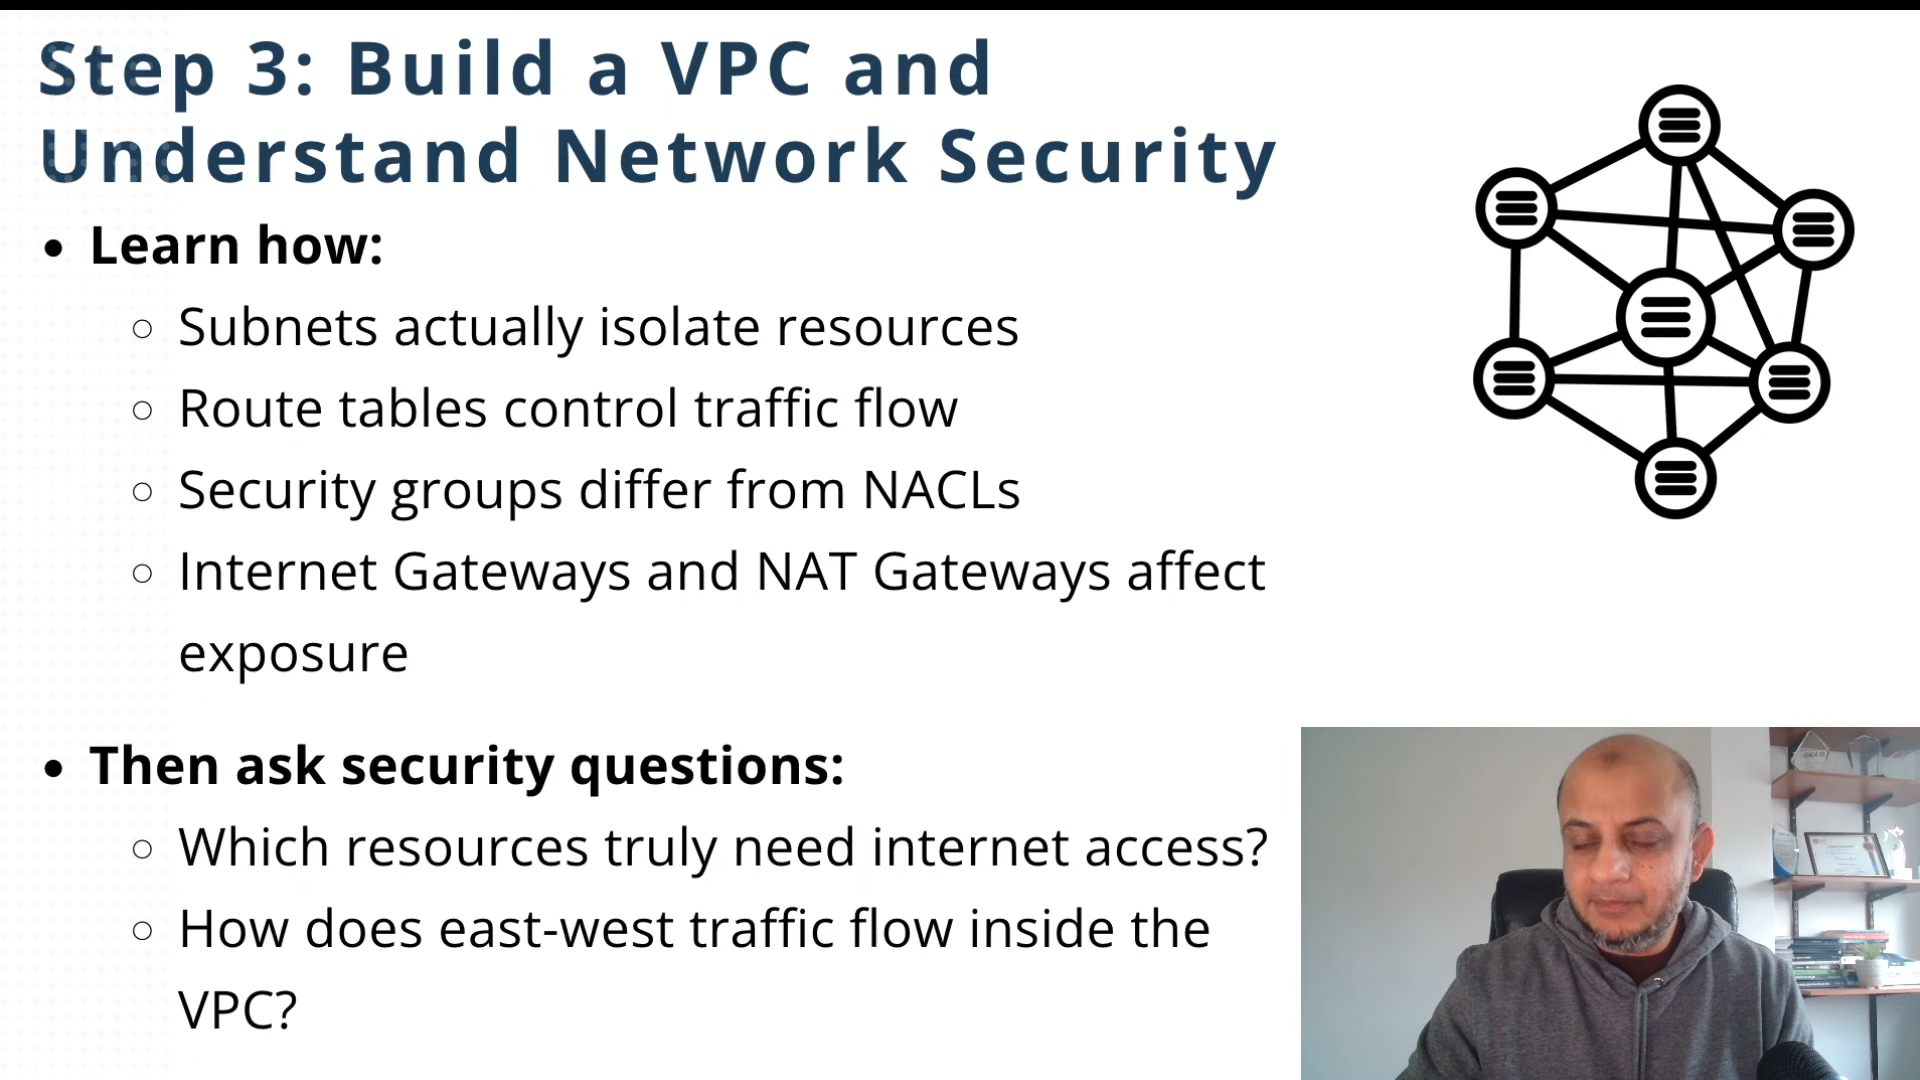 Step 3: Build a VPC and
Understand Network Security
Learn how:
Subnets actually isolate resources
Route tables control traffic flow
Security groups differ from NACLs
Internet Gateways and NAT Gateways affect
exposure
Then ask security questions:
Which resources truly need internet access?
How does east-west traffic flow inside the
VPC?